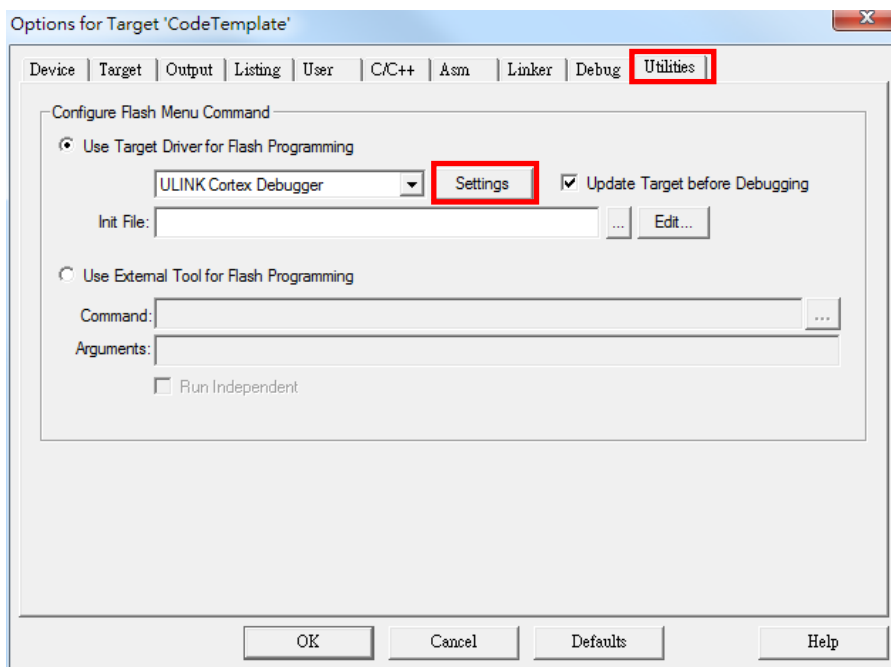 Options for Target 'CodeTemplate'
Device Target Output Listing User C/C++ Asm Linker Debug Utilities
Configure Flash Menu Command
Use Target Driver for Flash Programming
ULINK Cortex Debugger Settings Update Target before Debugging
Init File: ... Edit...
Use External Tool for Flash Programming
Command: ...
Arguments:
Run Independent
OK Cancel Defaults Help